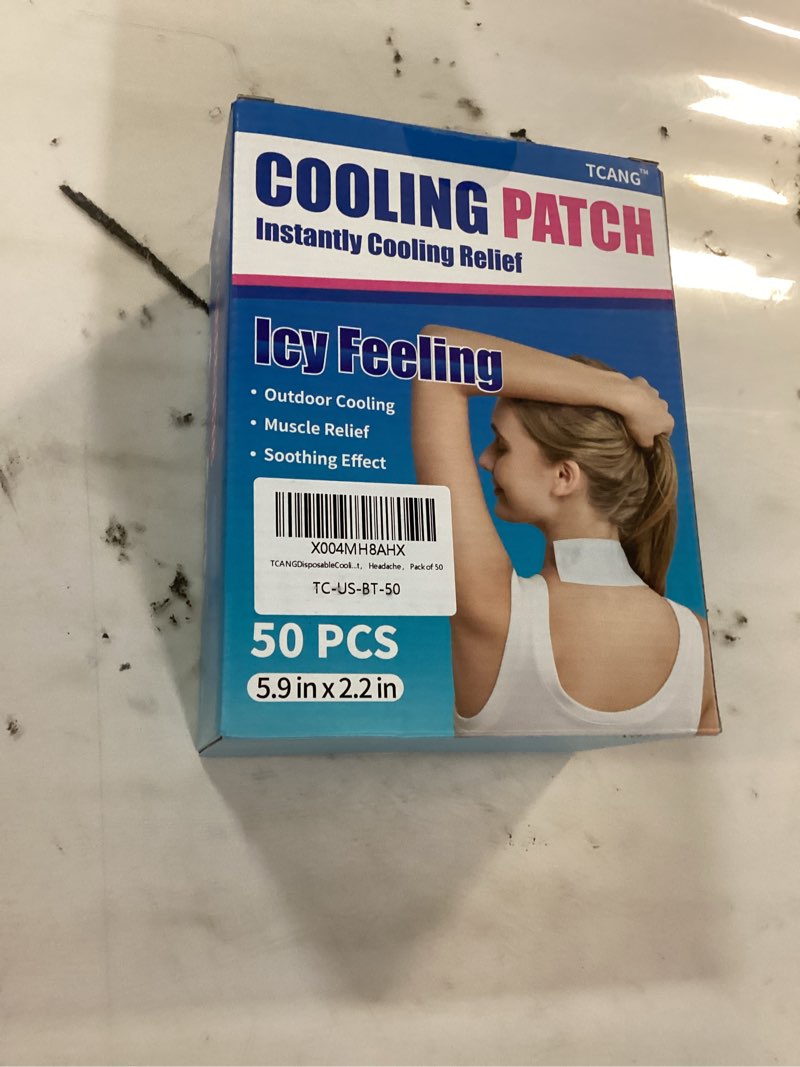 TCANG™
COOLING PATCH
Instantly Cooling Relief
Icy Feeling
• Outdoor Cooling
• Muscle Relief
• Soothing Effect
X004MH8AHX
TCANGDisposableCooli...t, Headache, Pack of 50
TC-US-BT-50
50 PCS
5.9 in x 2.2 in